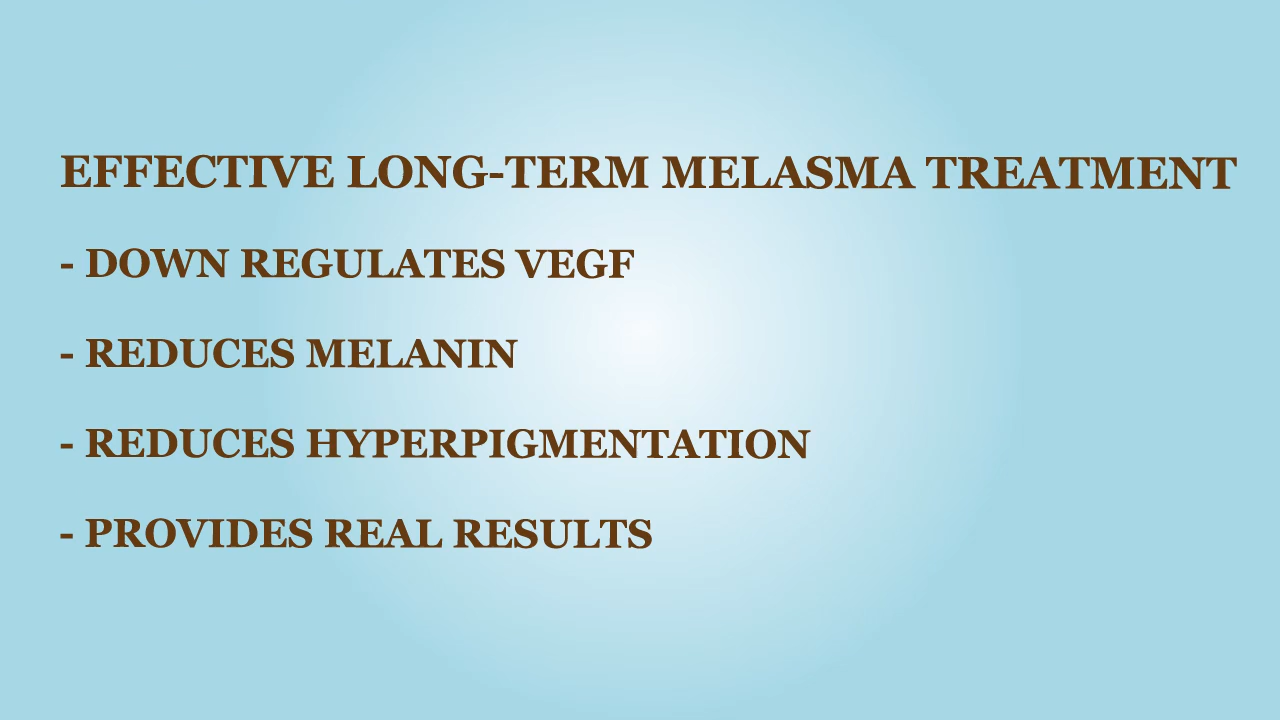 EFFECTIVE LONG-TERM MELASMA TREATMENT
- DOWN REGULATES VEGF
- REDUCES MELANIN
- REDUCES HYPERPIGMENTATION
- PROVIDES REAL RESULTS